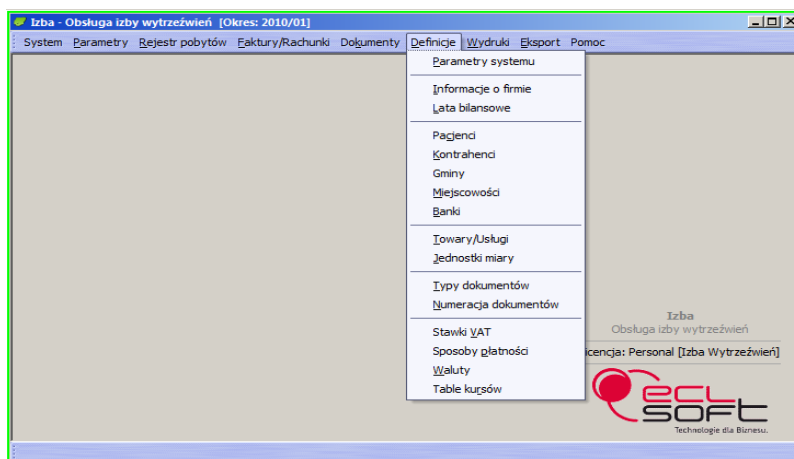 Izba - Obsługa izby wytrzeźwień [Okres: 2010/01]
System Parametry Rejestr pobytów Faktury/Rachunki Dokumenty Definicje Wydruki Eksport Pomoc
Parametry systemu
Informacje o firmie
Lata bilansowe
Pacjenci
Kontrahenci
Gminy
Miejscowości
Banki
Towary/Usługi
Jednostki miary
Typy dokumentów
Numeracja dokumentów
Stawki VAT
Sposoby płatności
Waluty
Table kursów
Izba
Obsługa izby wytrzeźwień
icencja: Personal [Izba Wytrzeźwień]
ecl
SOFT
Technologie dla Biznesu.